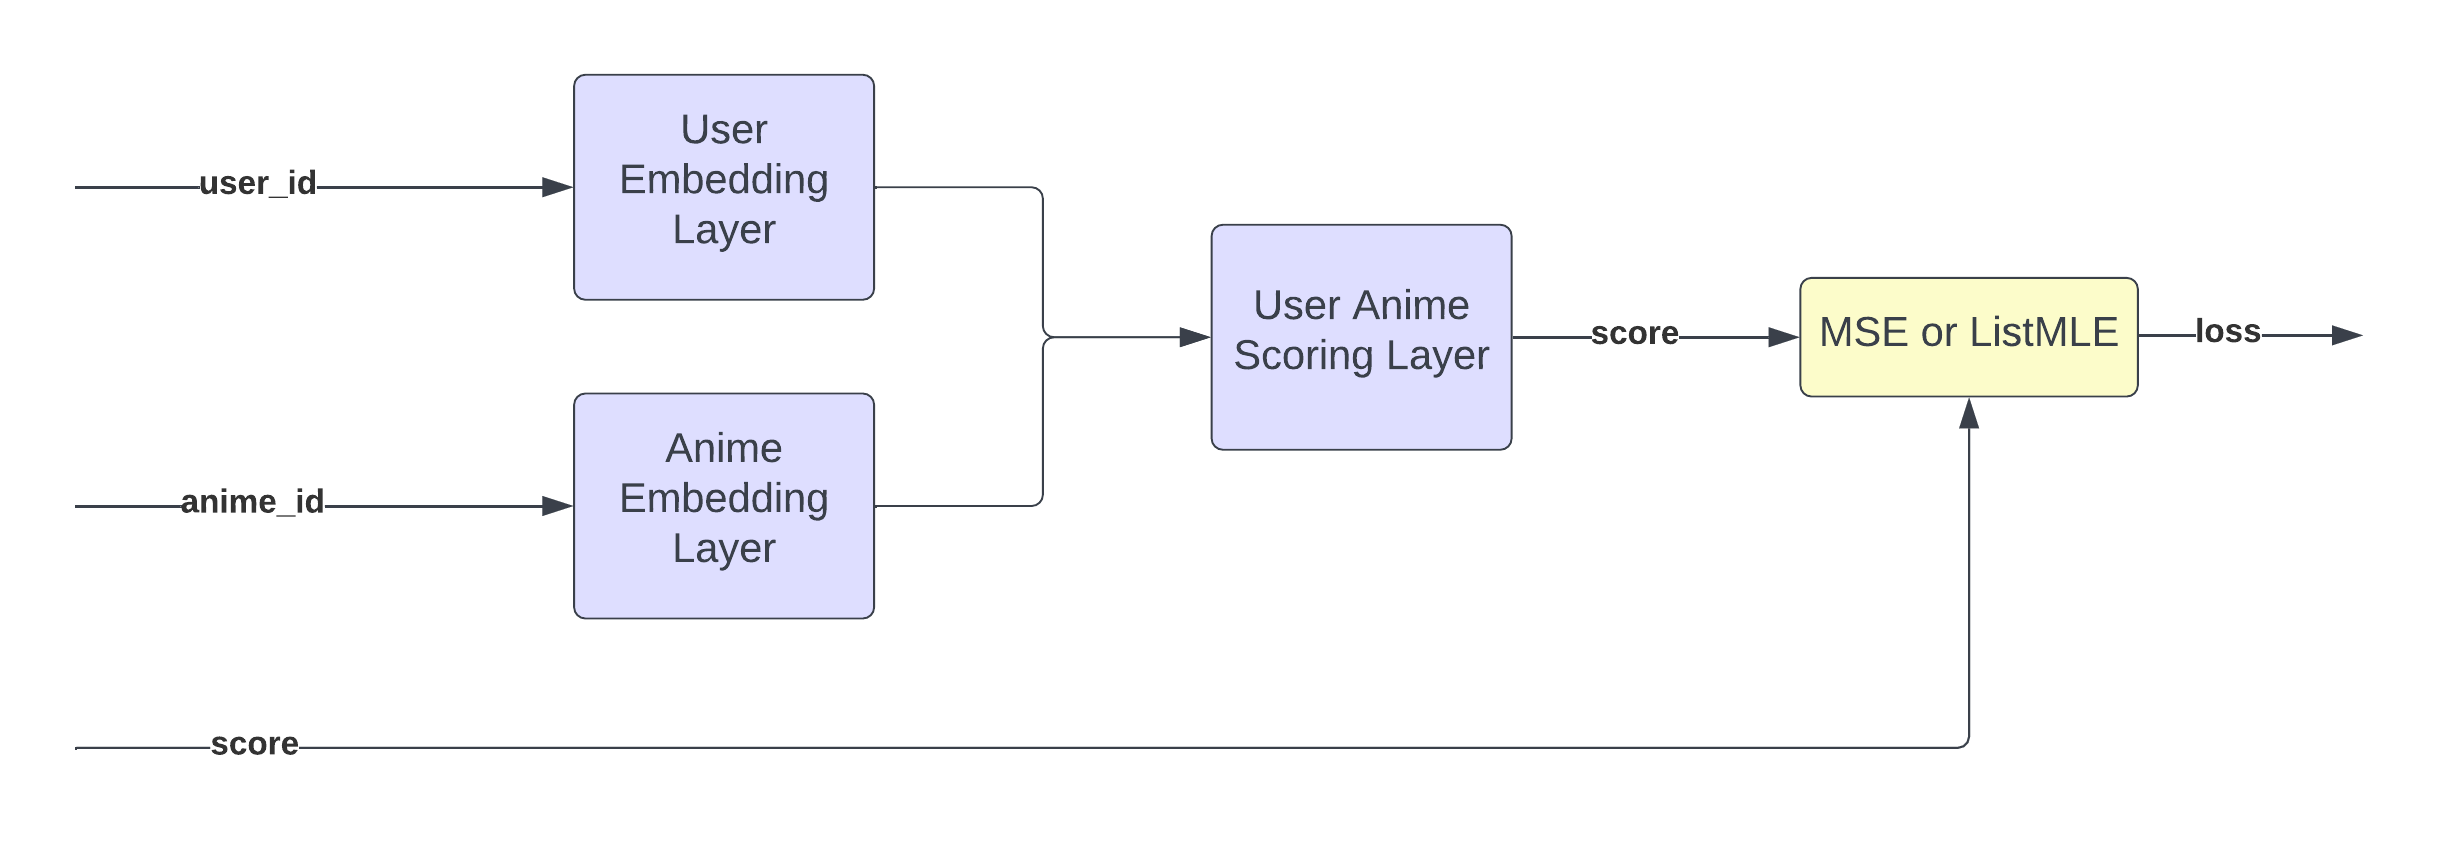 user_id
User
Embedding
Layer
anime_id
Anime
Embedding
Layer
User Anime
Scoring Layer
score
MSE or ListMLE
loss
score